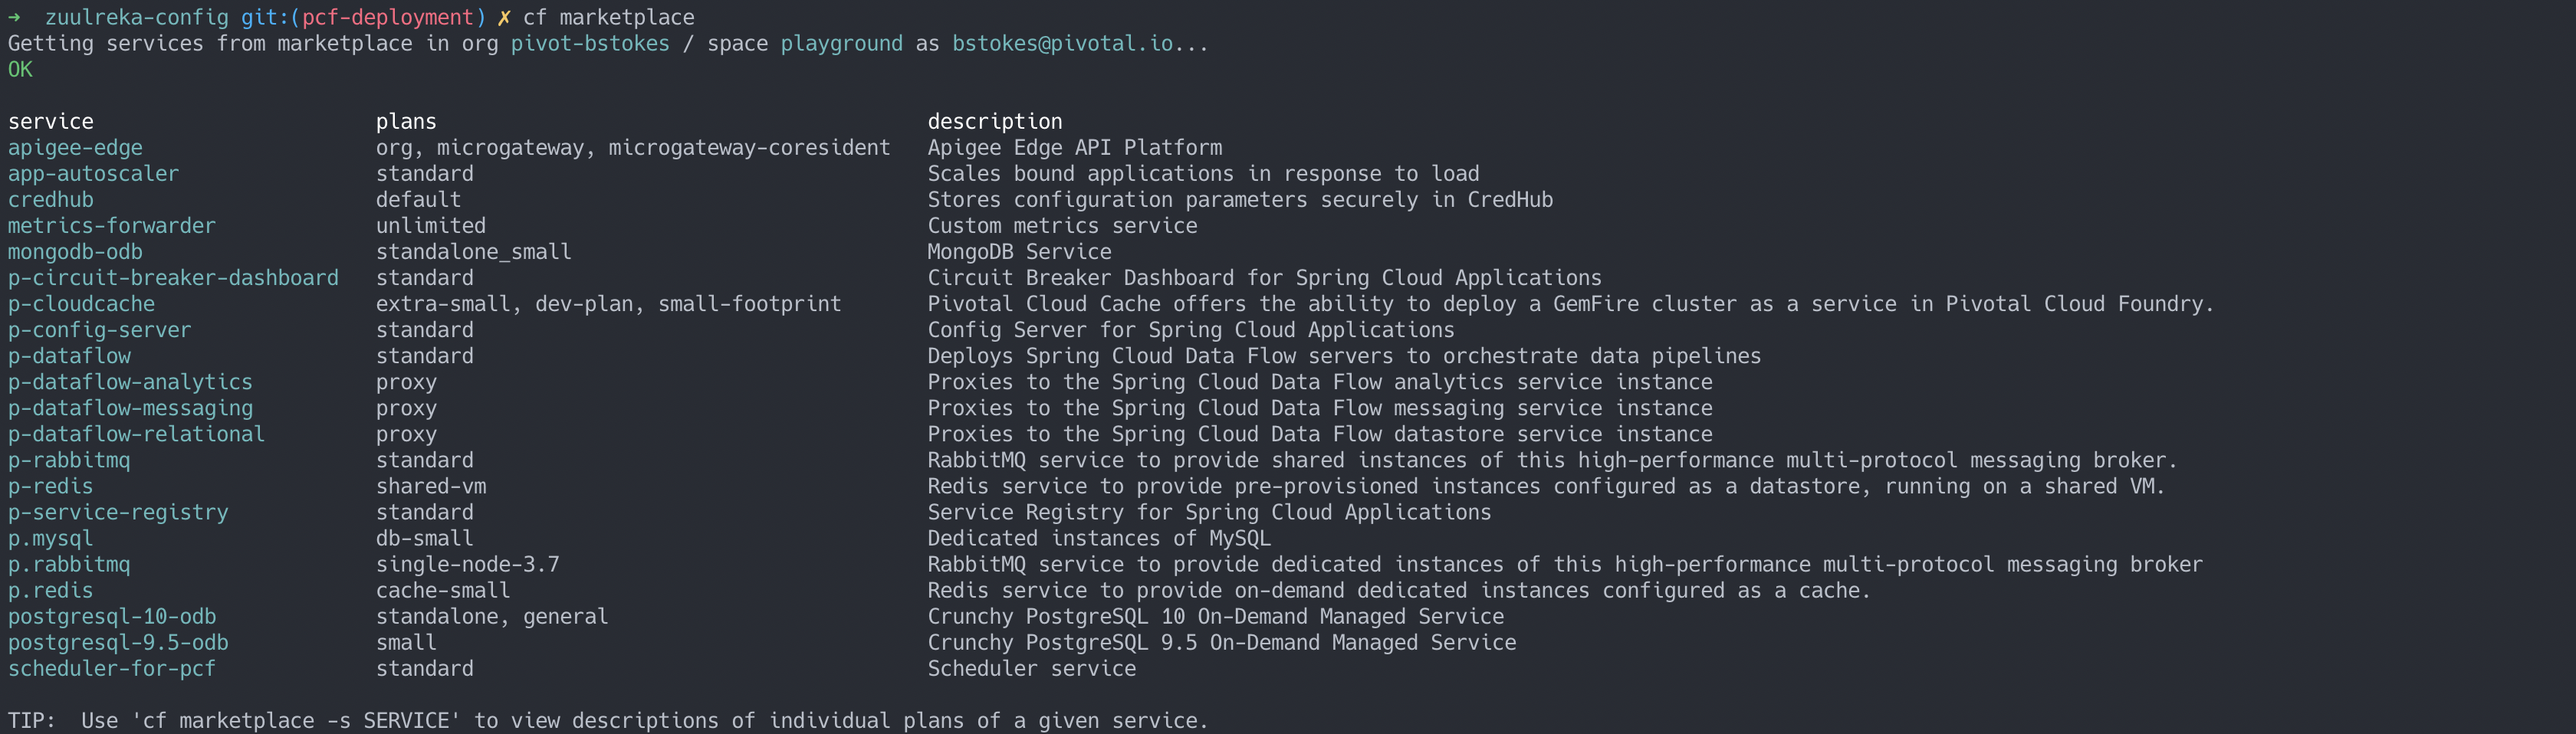 ➜  zuulreka-config git:(pcf-deployment) ✗ cf marketplace
Getting services from marketplace in org pivot-bstokes / space playground as bstokes@pivotal.io...
OK

service                       plans                                        description
apigee-edge                   org, microgateway, microgateway-coresident   Apigee Edge API Platform
app-autoscaler                standard                                     Scales bound applications in response to load
credhub                       default                                      Stores configuration parameters securely in CredHub
metrics-forwarder             unlimited                                    Custom metrics service
mongodb-odb                   standalone_small                             MongoDB Service
p-circuit-breaker-dashboard   standard                                     Circuit Breaker Dashboard for Spring Cloud Applications
p-cloudcache                  extra-small, dev-plan, small-footprint       Pivotal Cloud Cache offers the ability to deploy a GemFire cluster as a service in Pivotal Cloud Foundry.
p-config-server               standard                                     Config Server for Spring Cloud Applications
p-dataflow                    standard                                     Deploys Spring Cloud Data Flow servers to orchestrate data pipelines
p-dataflow-analytics          proxy                                        Proxies to the Spring Cloud Data Flow analytics service instance
p-dataflow-messaging          proxy                                        Proxies to the Spring Cloud Data Flow messaging service instance
p-dataflow-relational         proxy                                        Proxies to the Spring Cloud Data Flow datastore service instance
p-rabbitmq                    standard                                     RabbitMQ service to provide shared instances of this high-performance multi-protocol messaging broker.
p-redis                       shared-vm                                    Redis service to provide pre-provisioned instances configured as a datastore, running on a shared VM.
p-service-registry            standard                                     Service Registry for Spring Cloud Applications
p.mysql                       db-small                                     Dedicated instances of MySQL
p.rabbitmq                    single-node-3.7                              RabbitMQ service to provide dedicated instances of this high-performance multi-protocol messaging broker
p.redis                       cache-small                                  Redis service to provide on-demand dedicated instances configured as a cache.
postgresql-10-odb             standalone, general                          Crunchy PostgreSQL 10 On-Demand Managed Service
postgresql-9.5-odb            small                                        Crunchy PostgreSQL 9.5 On-Demand Managed Service
scheduler-for-pcf             standard                                     Scheduler service

TIP:  Use 'cf marketplace -s SERVICE' to view descriptions of individual plans of a given service.